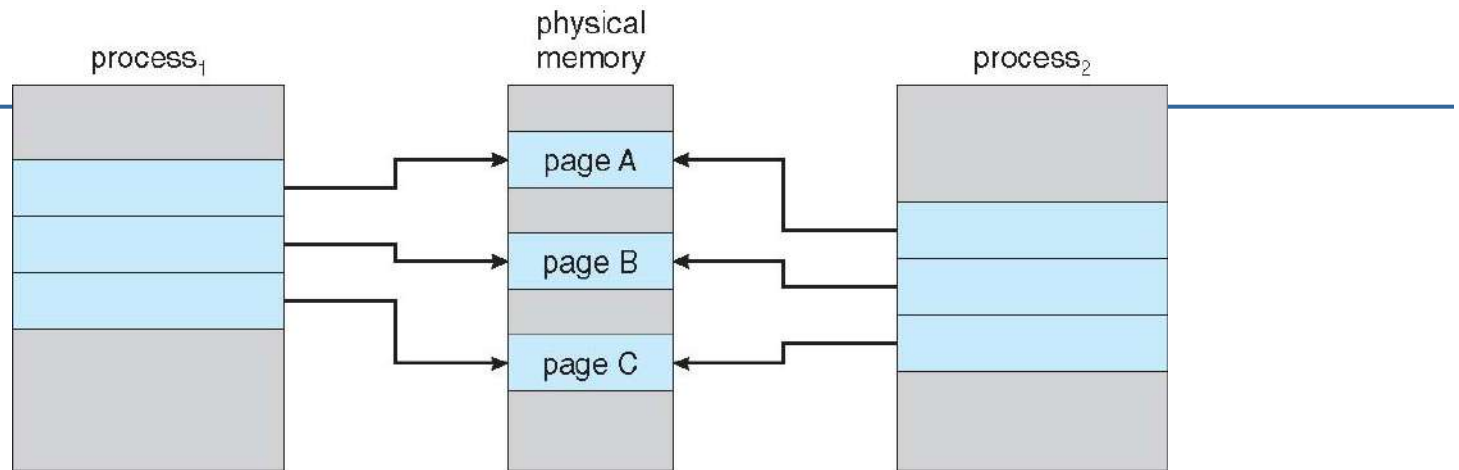 process₁
physical
memory
process₂
page A
page B
page C